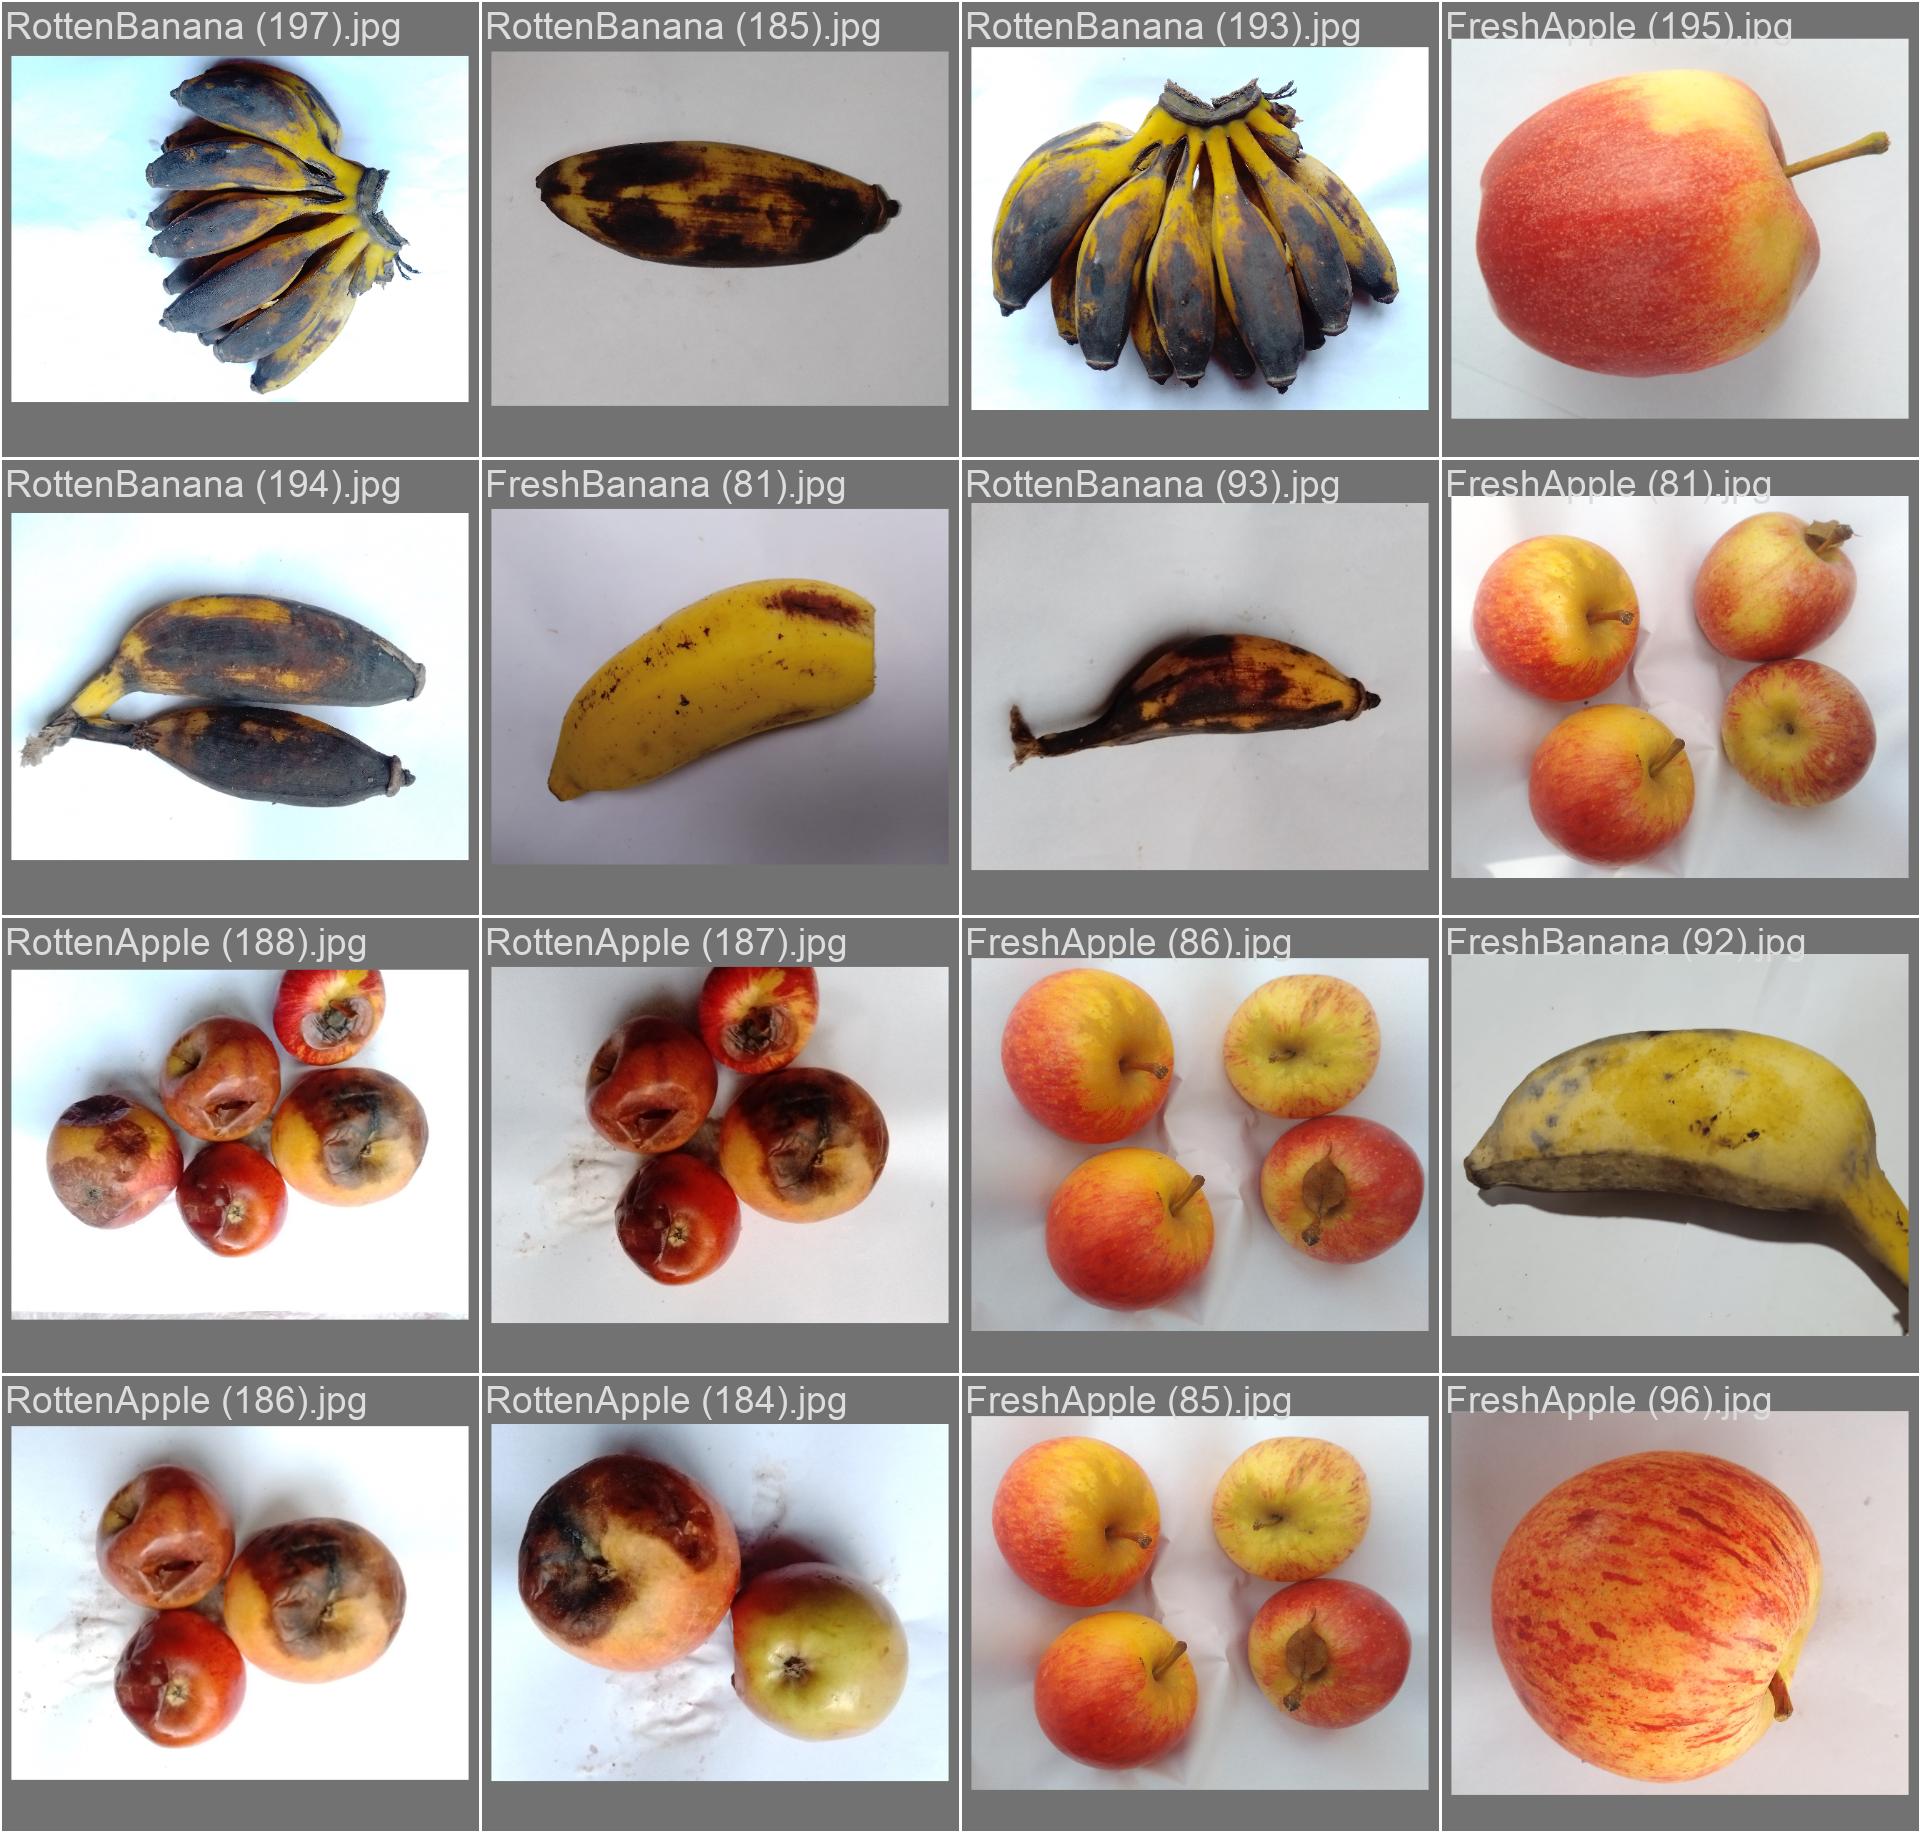 RottenBanana (197).jpg
RottenBanana (185).jpg
RottenBanana (193).jpg
FreshApple (195).jpg
RottenBanana (194).jpg
FreshBanana (81).jpg
RottenBanana (93).jpg
FreshApple (81).jpg
RottenApple (188).jpg
RottenApple (187).jpg
FreshApple (86).jpg
FreshBanana (92).jpg
RottenApple (186).jpg
RottenApple (184).jpg
FreshApple (85).jpg
FreshApple (96).jpg